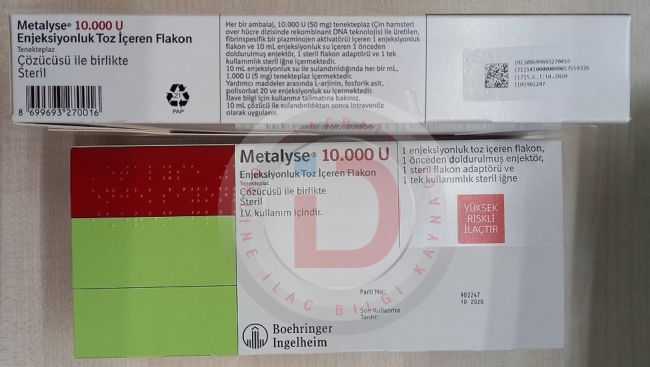 Metalyse® 10.000 U
Enjeksiyonluk Toz İçeren Flakon
Tenekteplaz
Çözücüsü ile birlikte
Steril
8 699693 270016
21
PAP
Her bir ambalaj, 10.000 U (50 mg) tenekteplaz (Çin hamsteri
over hücre dizisinde rekombinant DNA teknolojisi ile üretilen,
fibrinspesifik bir plazminojen aktivatörü) içeren 1 enjeksiyonluk
flakon ve 10 mL enjeksiyonluk su içeren 1 önceden
doldurulmuş enjektör, 1 steril flakon adaptörü ve 1 tek
kullanımlık steril iğne içermektedir.
10 mL enjeksiyonluk su ile sulandırıldığında her bir mL,
1.000 U (5 mg) tenekteplaz içermektedir.
Yardımcı maddeler arasında L-arjinin, fosforik asit,
polisorbat 20 ve enjeksiyonluk su içermektedir.
İlave bilgi için kullanma talimatına bakınız.
10 mL çözücü ile sulandırıldıktan sonra intravenöz
olarak uygulanır.
(01)08699693270016
(10)902247
Metalyse® 10.000 U
Enjeksiyonluk Toz İçeren Flakon
Tenekteplaz
Çözücüsü ile birlikte
Steril
I.V. kullanım içindir.
1 enjeksiyonluk toz içeren flakon,
1 önceden doldurulmuş enjektör,
1 steril flakon adaptörü ve
1 tek kullanımlık steril iğne
YÜKSEK
RİSKLİ
İLAÇTIR
Parti No: 902247
Son Kullanma 10 2020
Tarihi:
Boehringer
Ingelheim
NE İLAÇ BİLGİ KAYNAĞ